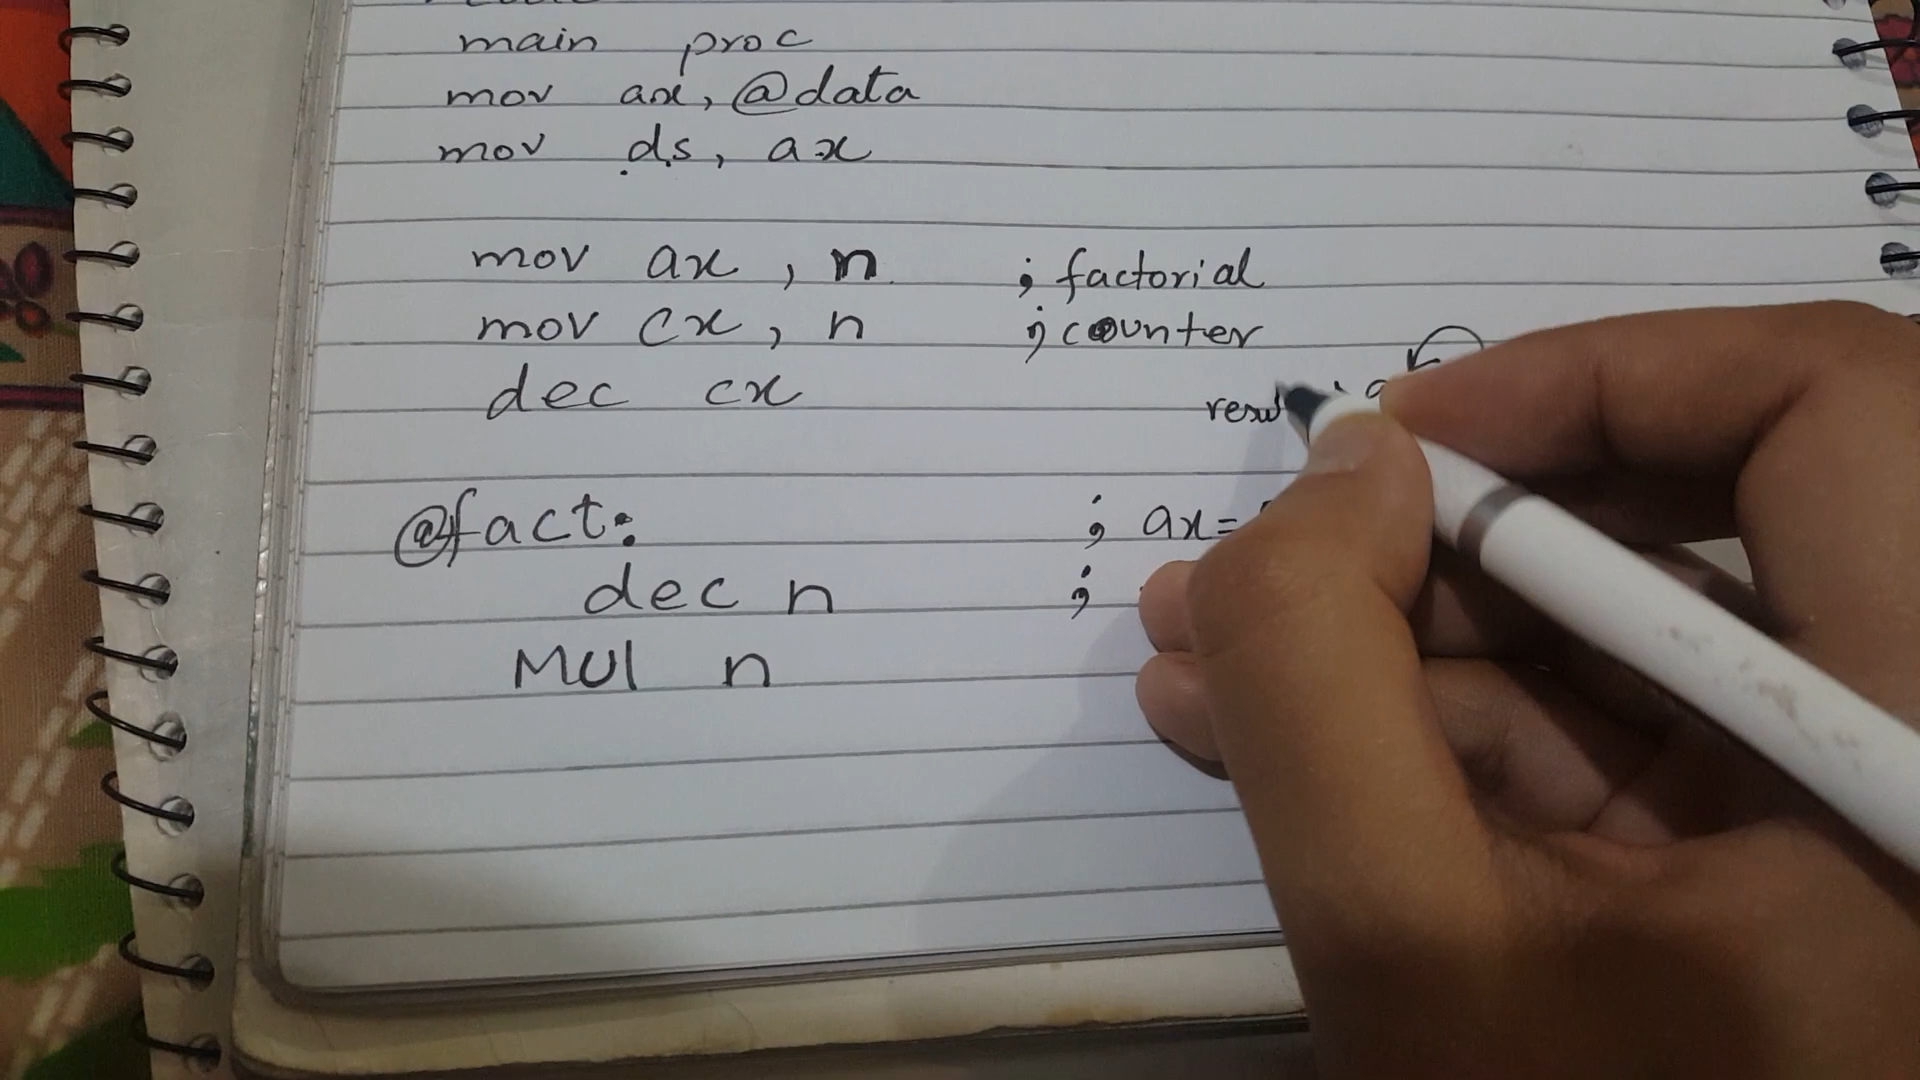 main proc
mov ax, @data
mov ds, ax
mov ax, n ; factorial
mov cx, n ; counter
dec cx
@fact: ; ax=
dec n ;
MUl n